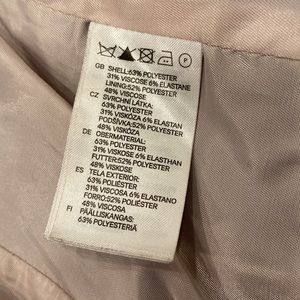 P
GB SHELL:63% POLYESTER
31% VISCOSE 6% ELASTANE
LINING:52% POLYESTER
48% VISCOSE
CZ SVRCHNÍ LÁTKA:
63% POLYESTER
31% VISKÓZA 6% ELASTAN
PODŠÍVKA:52% POLYESTER
48% VISKÓZA
DE OBERMATERIAL:
63% POLYESTER
31% VISKOSE 6% ELASTHAN
FUTTER:52% POLYESTER
48% VISKOSE
ES TELA EXTERIOR:
63% POLIÉSTER
31% VISCOSA 6% ELASTANO
FORRO:52% POLIÉSTER
48% VISCOSA
FI PÄÄLLISKANGAS:
63% POLYESTERIÄ